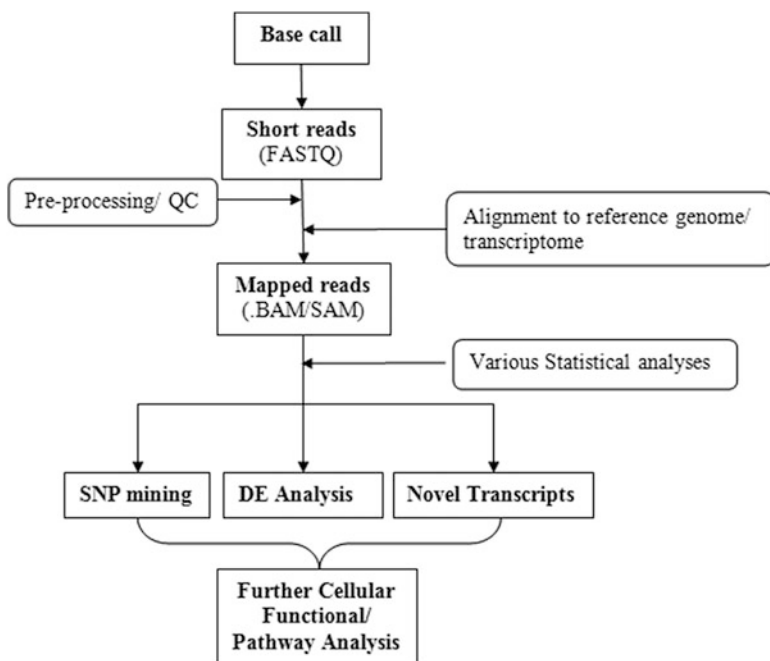 Base call
Short reads
(FASTQ)
Pre-processing/ QC
Alignment to reference genome/
transcriptome
Mapped reads
(.BAM/SAM)
Various Statistical analyses
SNP mining
DE Analysis
Novel Transcripts
Further Cellular
Functional/
Pathway Analysis